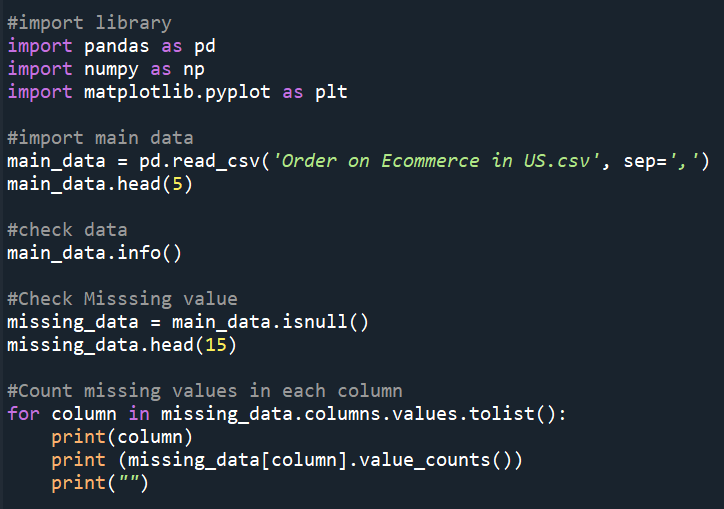 #import library
import pandas as pd
import numpy as np
import matplotlib.pyplot as plt

#import main data
main_data = pd.read_csv('Order on Ecommerce in US.csv', sep=',')
main_data.head(5)

#check data
main_data.info()

#Check Misssing value
missing_data = main_data.isnull()
missing_data.head(15)

#Count missing values in each column
for column in missing_data.columns.values.tolist():
    print(column)
    print (missing_data[column].value_counts())
    print("")